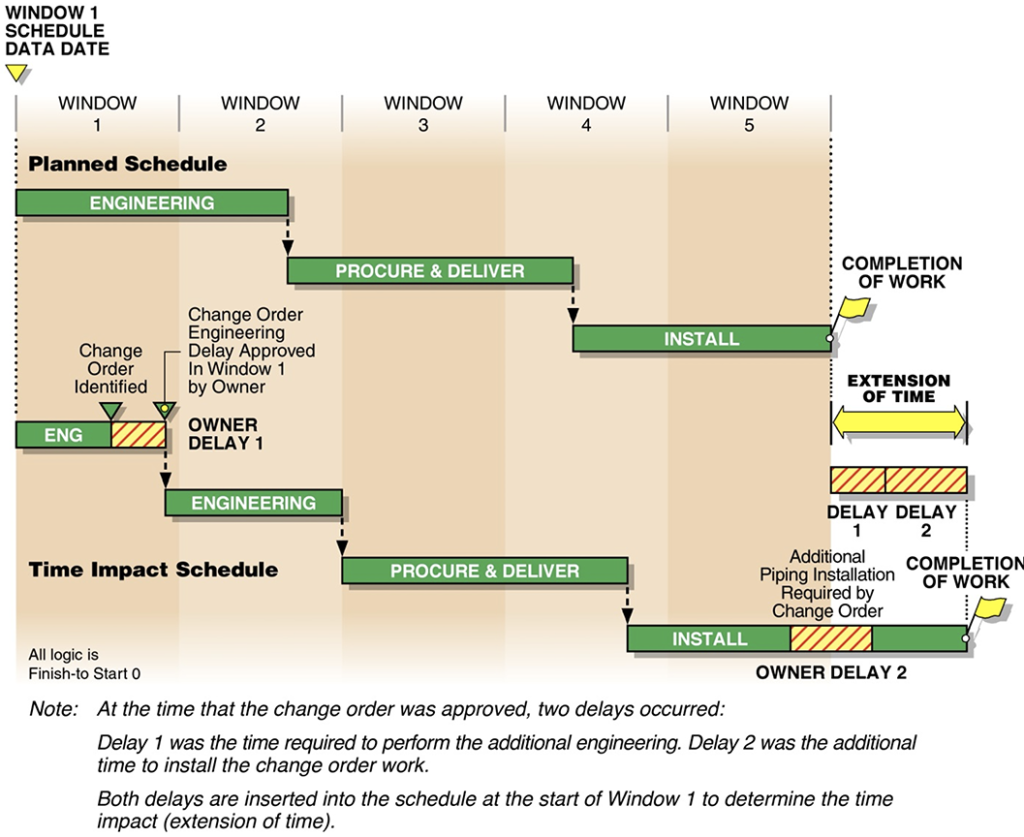 WINDOW 1
SCHEDULE
DATA DATE
WINDOW
1
WINDOW
2
WINDOW
3
WINDOW
4
WINDOW
5
Planned Schedule
ENGINEERING
PROCURE & DELIVER
COMPLETION
OF WORK
INSTALL
Change Order
Engineering
Delay Approved
In Window 1
by Owner
Change
Order
Identified
EXTENSION
OF TIME
ENG
OWNER
DELAY 1
ENGINEERING
DELAY
1
DELAY
2
Time Impact Schedule
PROCURE & DELIVER
Additional
Piping Installation
Required by
Change Order
COMPLETION
OF WORK
INSTALL
OWNER DELAY 2
All logic is
Finish-to Start 0
Note: At the time that the change order was approved, two delays occurred:
Delay 1 was the time required to perform the additional engineering. Delay 2 was the additional
time to install the change order work.
Both delays are inserted into the schedule at the start of Window 1 to determine the time
impact (extension of time).